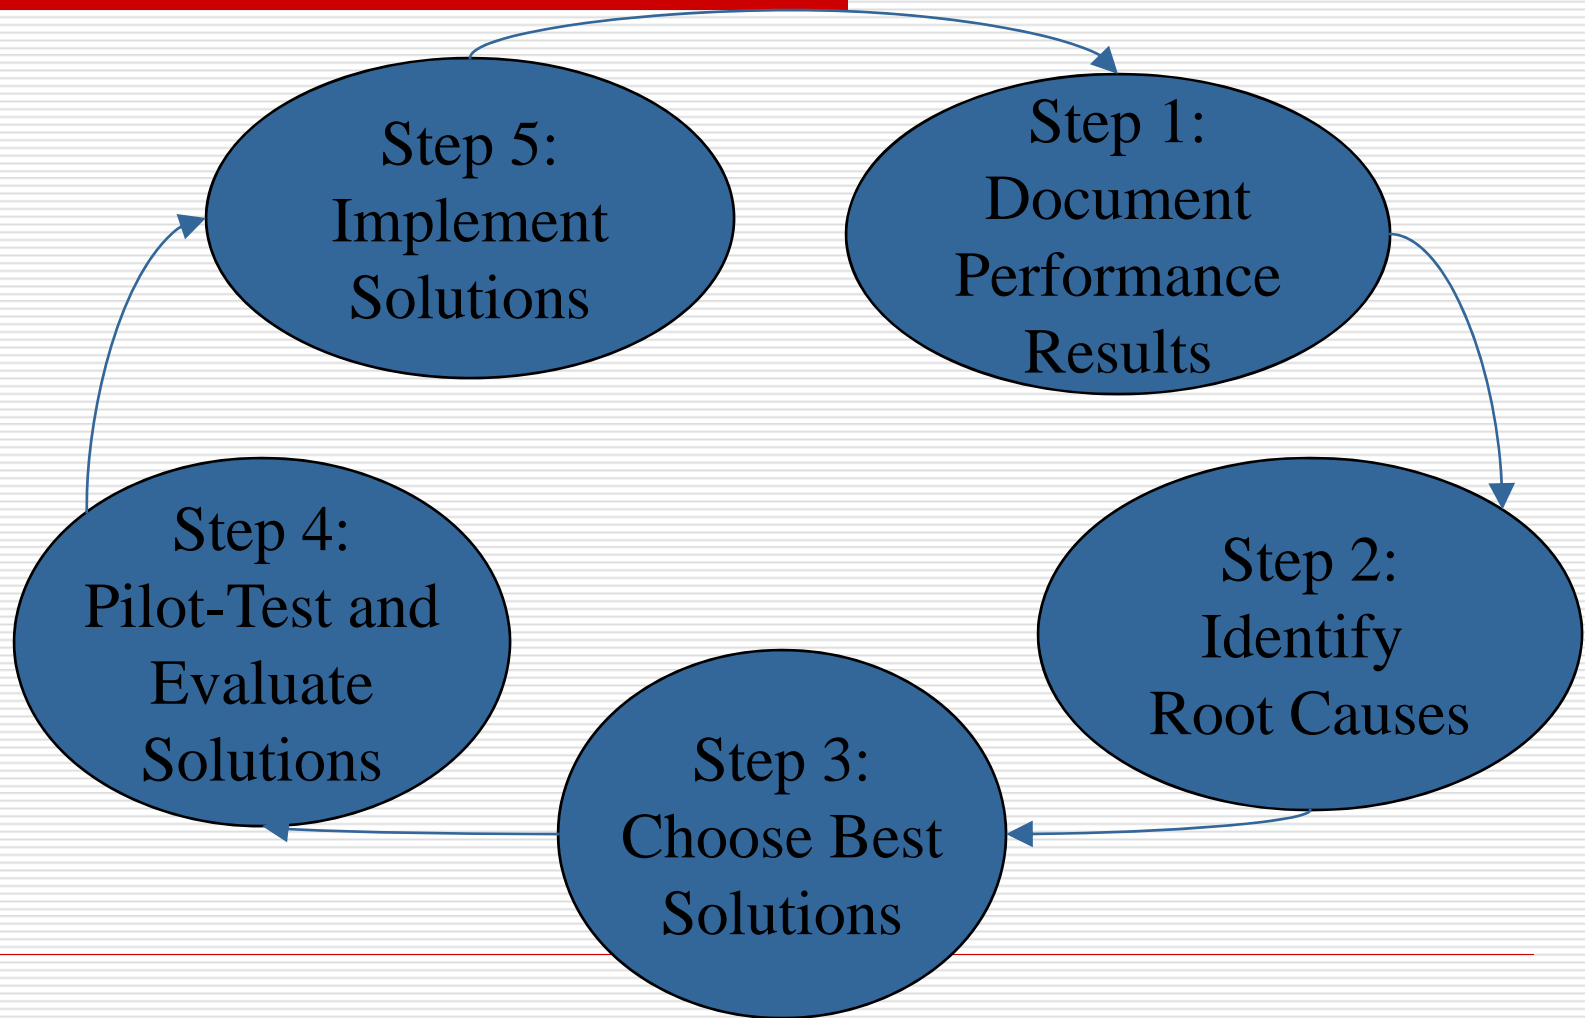 Step 1:
Document
Performance
Results
Step 2:
Identify
Root Causes
Step 3:
Choose Best
Solutions
Step 4:
Pilot-Test and
Evaluate
Solutions
Step 5:
Implement
Solutions